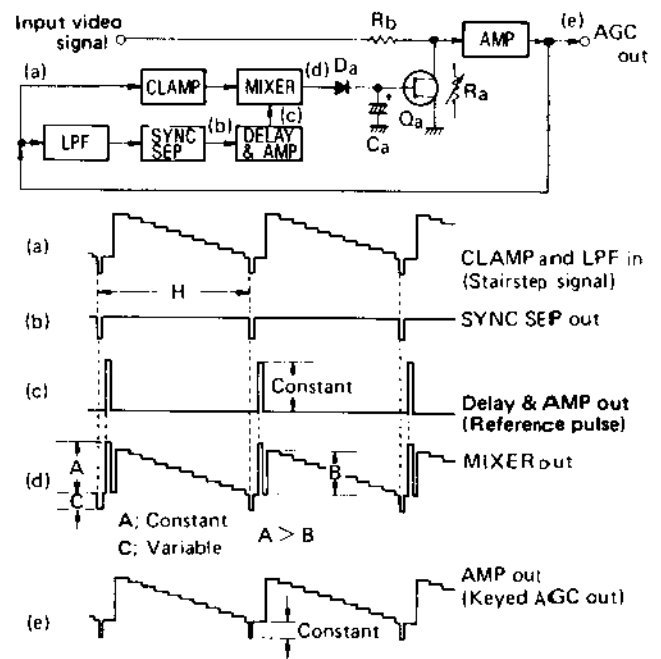 Input video
signal
Rb
AMP
(e)
AGC
out
(a)
CLAMP
MIXER
(d)
Da
(c)
Ca
Qa
Ra
LPF
SYNC
SEP
(b)
DELAY
& AMP
(a)
CLAMP and LPF in
(Stairstep signal)
H
(b)
SYNC SEP out
(c)
Constant
Delay & AMP out
(Reference pulse)
(d)
A
C
B
MIXER out
A; Constant
C; Variable
A > B
AMP out
(Keyed AGC out)
(e)
Constant